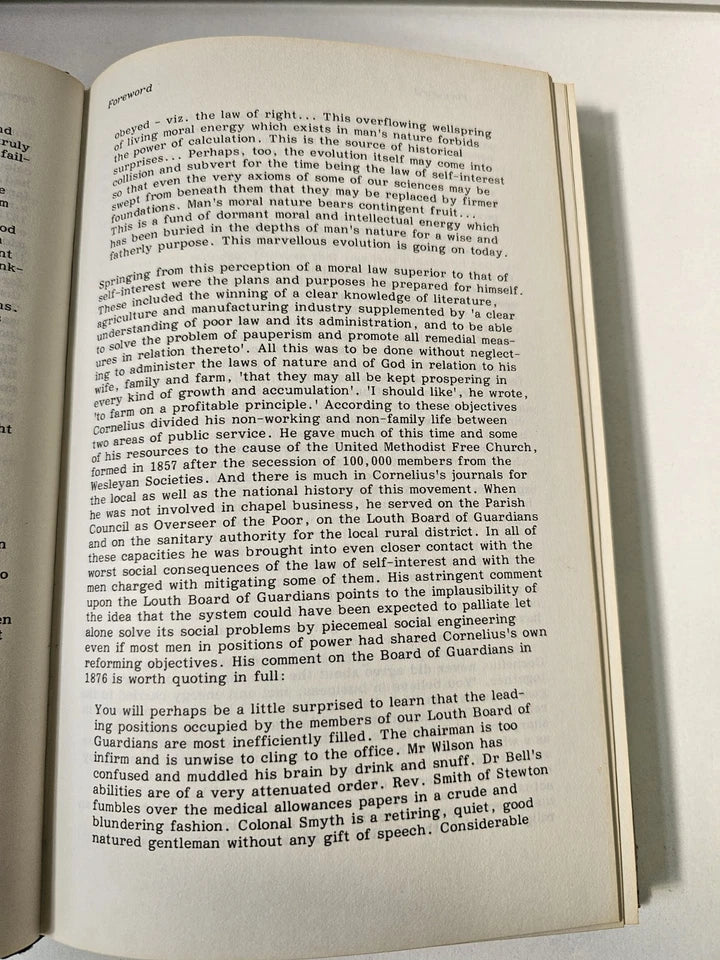 Foreword
obeyed - viz. the law of right... This overflowing wellspring
of living moral energy which exists in man's nature forbids
the power of calculation. This is the source of historical
surprises... Perhaps, too, the evolution itself may come into
collision and subvert for the time being the law of self-interest
so that even the very axioms of some of our sciences may be
swept from beneath them that they may be replaced by firmer
foundations. Man's moral nature bears contingent fruit...
This is a fund of dormant moral and intellectual energy which
has been buried in the depths of man's nature for a wise and
fatherly purpose. This marvellous evolution is going on today.
Springing from this perception of a moral law superior to that of
self-interest were the plans and purposes he prepared for himself.
These included the winning of a clear knowledge of literature,
agriculture and manufacturing industry supplemented by 'a clear
understanding of poor law and its administration, and to be able
to solve the problem of pauperism and promote all remedial meas-
ures in relation thereto'. All this was to be done without neglect-
ing to administer the laws of nature and of God in relation to his
wife, family and farm, 'that they may all be kept prospering in
every kind of growth and accumulation'. 'I should like', he wrote,
'to farm on a profitable principle.' According to these objectives
Cornelius divided his non-working and non-family life between
two areas of public service. He gave much of this time and some
of his resources to the cause of the United Methodist Free Church,
formed in 1857 after the secession of 100,000 members from the
Wesleyan Societies. And there is much in Cornelius's journals for
the local as well as the national history of this movement. When
he was not involved in chapel business, he served on the Parish
Council as Overseer of the Poor, on the Louth Board of Guardians
and on the sanitary authority for the local rural district. In all of
these capacities he was brought into even closer contact with the
worst social consequences of the law of self-interest and with the
men charged with mitigating some of them. His astringent comment
upon the Louth Board of Guardians points to the implausibility of
the idea that the system could have been expected to palliate let
alone solve its social problems by piecemeal social engineering
even if most men in positions of power had shared Cornelius's own
reforming objectives. His comment on the Board of Guardians in
1876 is worth quoting in full:
You will perhaps be a little surprised to learn that the lead-
ing positions occupied by the members of our Louth Board of
Guardians are most inefficiently filled. The chairman is too
infirm and is unwise to cling to the office. Mr Wilson has
confused and muddled his brain by drink and snuff. Dr Bell's
abilities are of a very attenuated order. Rev. Smith of Stewton
fumbles over the medical allowances papers in a crude and
blundering fashion. Colonal Smyth is a retiring, quiet, good
natured gentleman without any gift of speech. Considerable